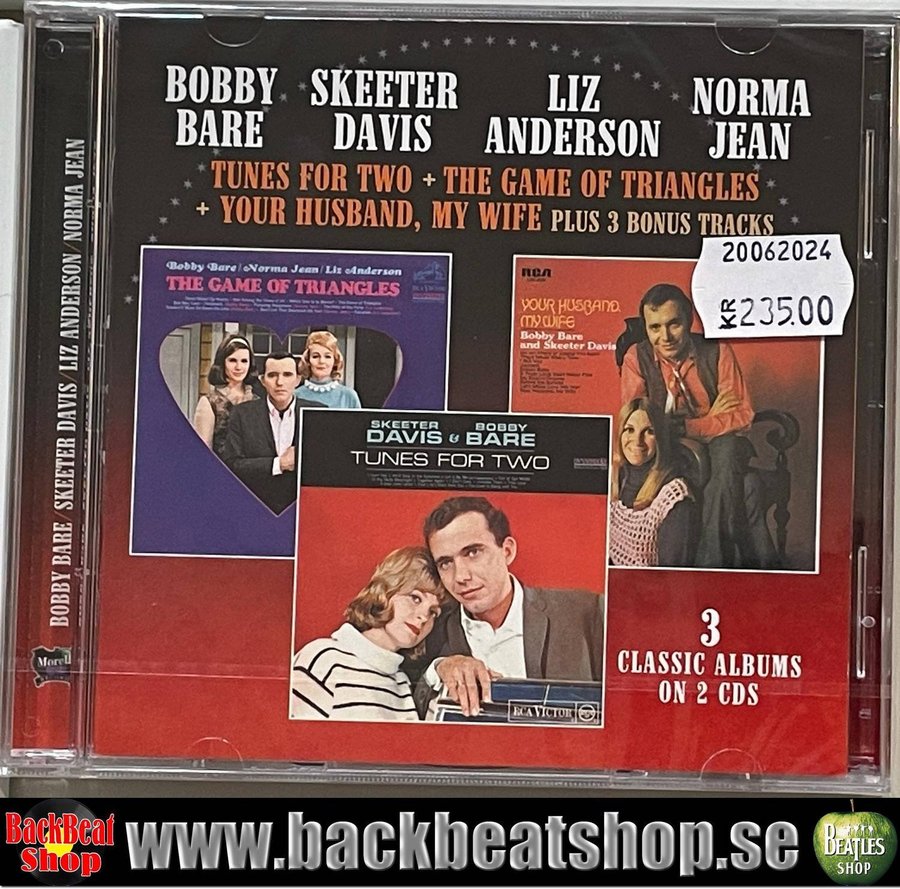 BOBBY BARE
SKEETER DAVIS
LIZ ANDERSON
NORMA JEAN
TUNES FOR TWO + THE GAME OF TRIANGLES
+ YOUR HUSBAND, MY WIFE PLUS 3 BONUS TRACKS
20062024
KR 235.00
Bobby Bare / Norma Jean / Liz Anderson
THE GAME OF TRIANGLES
RCA VICTOR
RCA
YOUR HUSBAND,
MY WIFE
Bobby Bare
and Skeeter Davis
SKEETER DAVIS & BOBBY BARE
TUNES FOR TWO
RCA VICTOR
3
CLASSIC ALBUMS
ON 2 CDS
BOBBY BARE SKEETER DAVIS LIZ ANDERSON/NORMA JEAN
Morello
BackBeat
Shop
www.backbeatshop.se
BEATLES
SHOP